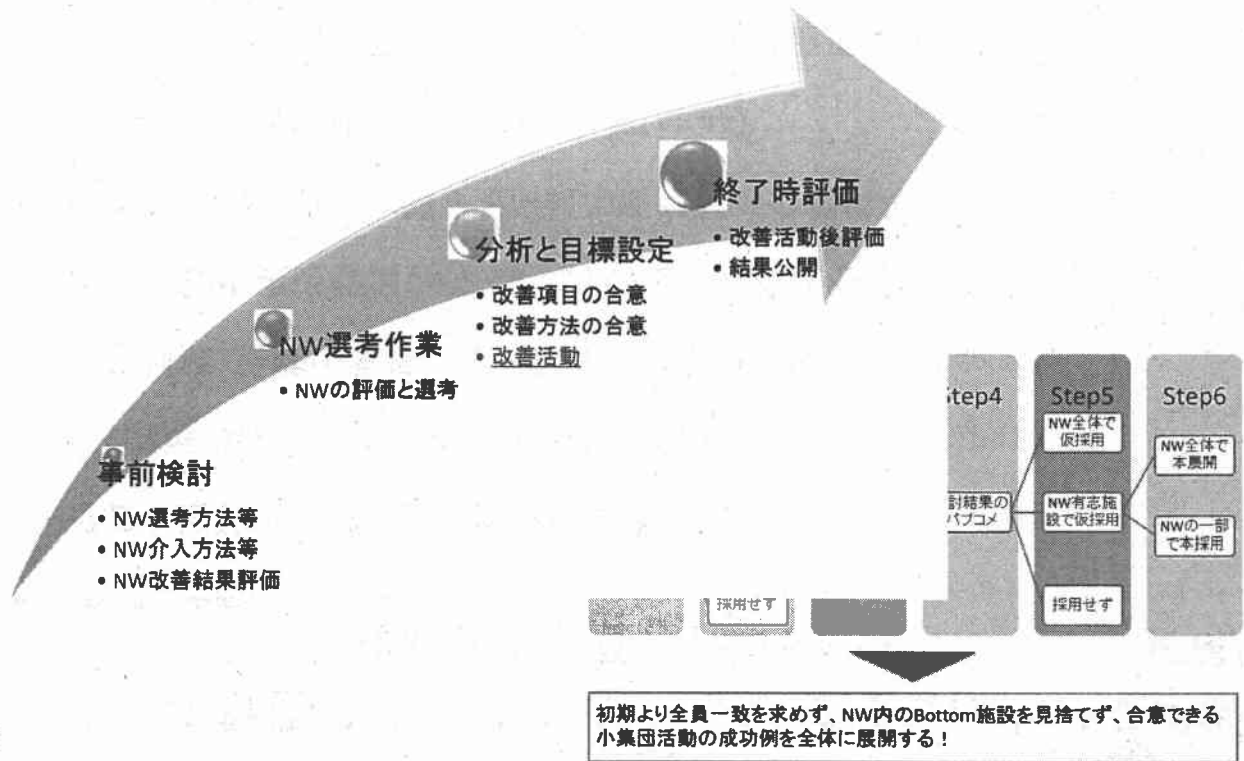 事前検討
• NW選考方法等
• NW介入方法等
• NW改善結果評価
NW選考作業
• NWの評価と選考
分析と目標設定
• 改善項目の合意
• 改善方法の合意
• 改善活動
終了時評価
• 改善活動後評価
• 結果公開
採用せず
Step4
討結果の
パブコメ
Step5
NW全体で
仮採用
NW有志施
設で仮採用
採用せず
Step6
NW全体で
本展開
NWの一部
で本採用
初期より全員一致を求めず、NW内のBottom施設を見捨てず、合意できる
小集団活動の成功例を全体に展開する！